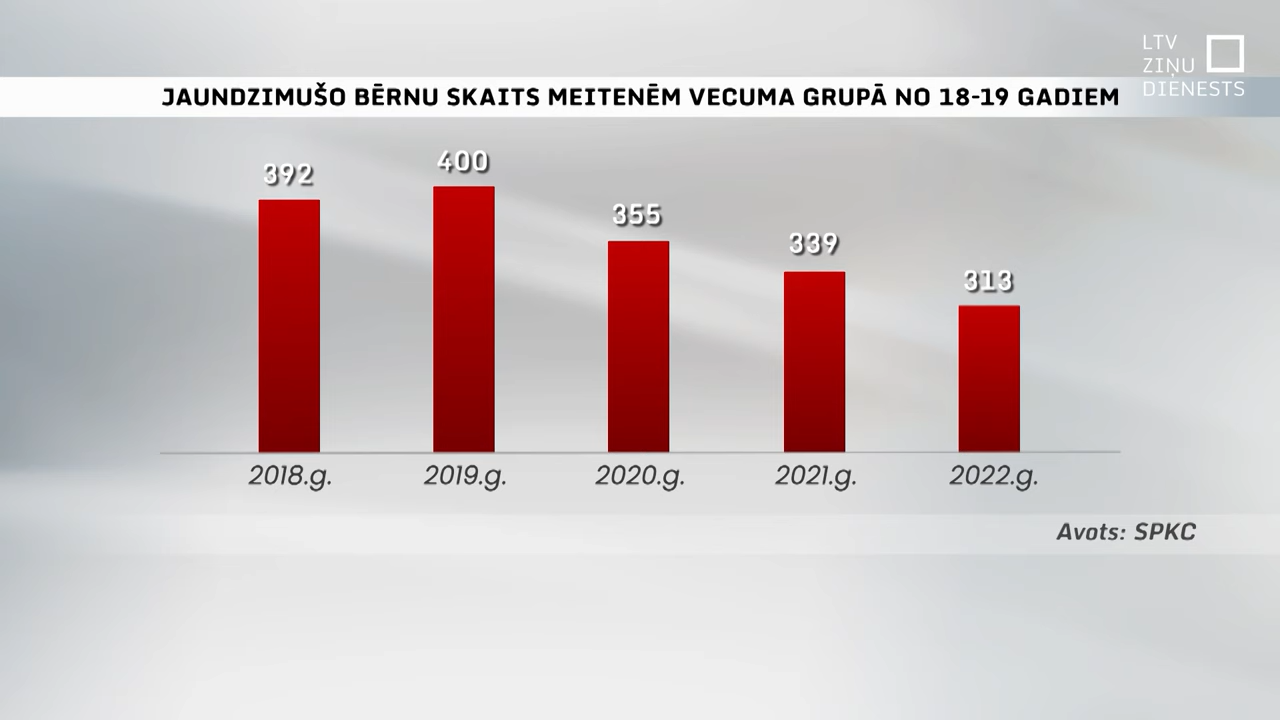 LTV
ZIŅU
DIENESTS
JAUNDZIMUŠO BĒRNU SKAITS MEITENĒM VECUMA GRUPĀ NO 18-19 GADIEM
392
400
355
339
313
2018.g.
2019.g.
2020.g.
2021.g.
2022.g.
Avots: SPKC